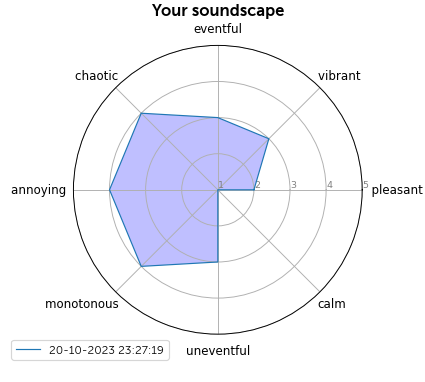 Your soundscape
eventful
chaotic
vibrant
annoying
1
2
3
4
5
pleasant
monotonous
calm
uneventful
20-10-2023 23:27:19